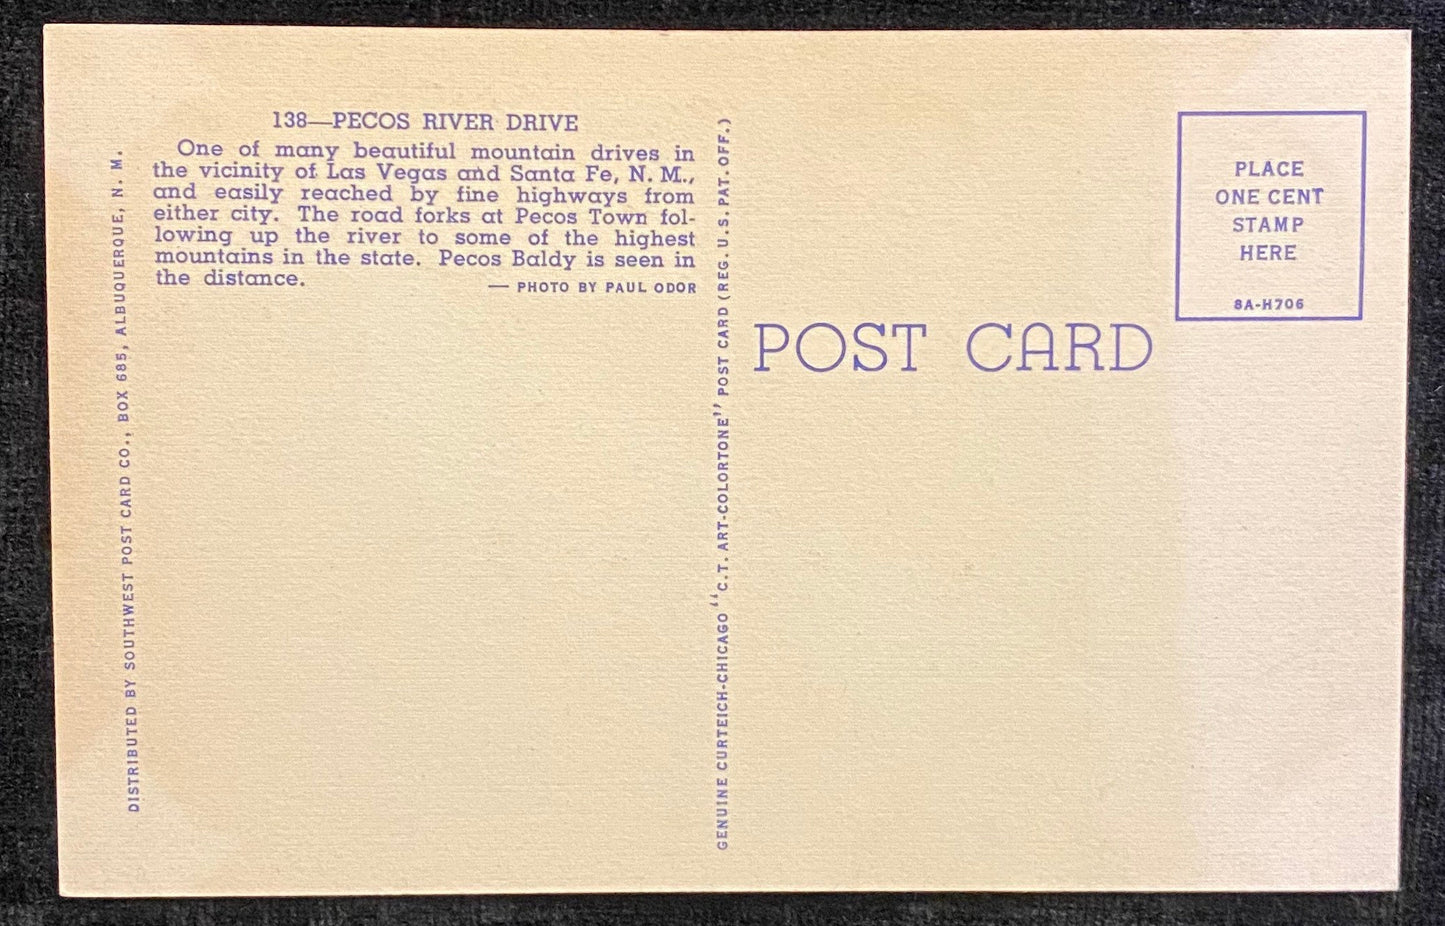 138—PECOS RIVER DRIVE
One of many beautiful mountain drives in
the vicinity of Las Vegas and Santa Fe, N. M.,
and easily reached by fine highways from
either city. The road forks at Pecos Town fol-
lowing up the river to some of the highest
mountains in the state. Pecos Baldy is seen in
the distance.
— PHOTO BY PAUL ODOR
DISTRIBUTED BY SOUTHWEST POST CARD CO., BOX 685, ALBUQUERQUE, N. M.
GENUINE CURTEICH-CHICAGO "C.T. ART-COLORTONE" POST CARD (REG. U.S. PAT. OFF.)
POST CARD
PLACE
ONE CENT
STAMP
HERE
8A-H706